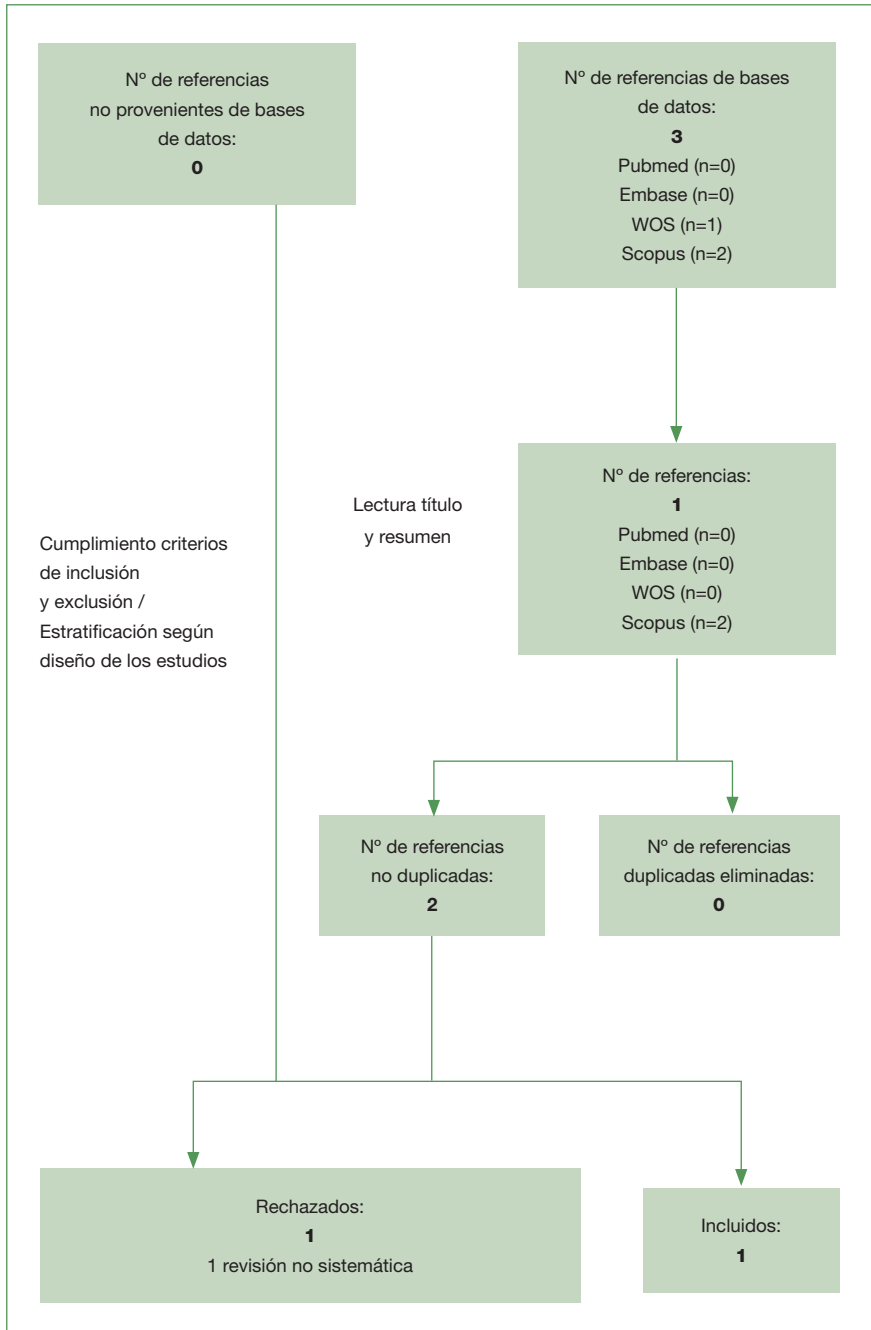 Nº de referencias
no provenientes de bases
de datos:
0
Nº de referencias de bases
de datos:
3
Pubmed (n=0)
Embase (n=0)
WOS (n=1)
Scopus (n=2)
Lectura título
y resumen
Nº de referencias:
1
Pubmed (n=0)
Embase (n=0)
WOS (n=0)
Scopus (n=2)
Cumplimiento criterios
de inclusión
y exclusión /
Estratificación según
diseño de los estudios
Nº de referencias
no duplicadas:
2
Nº de referencias
duplicadas eliminadas:
0
Rechazados:
1
1 revisión no sistemática
Incluidos:
1